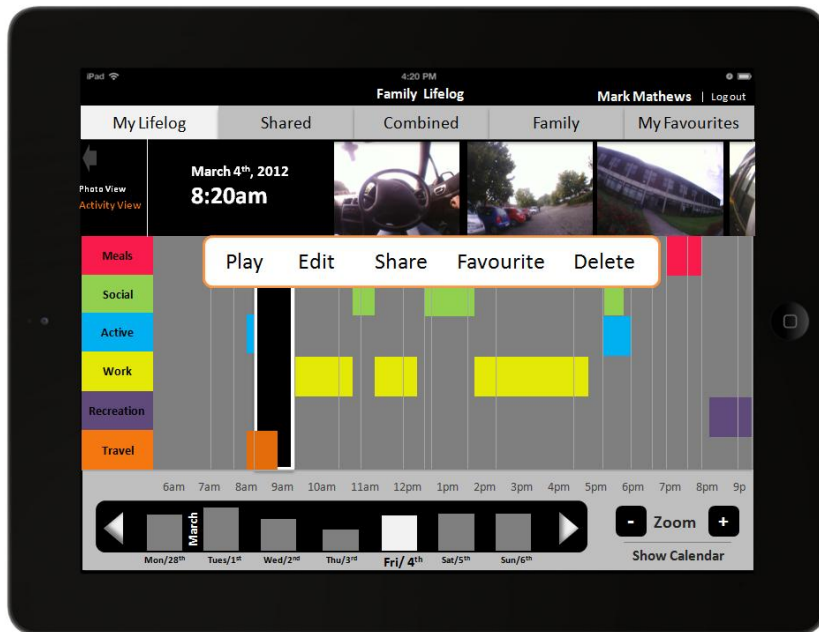 iPad
4:20 PM
Family Lifelog
Mark Mathews | Log out
My Lifelog Shared Combined Family My Favourites
Photo View
Activity View
March 4th, 2012
8:20am
Play Edit Share Favourite Delete
Meals
Social
Active
Work
Recreation
Travel
6am 7am 8am 9am 10am 11am 12pm 1pm 2pm 3pm 4pm 5pm 6pm 7pm 8pm 9p
March
Mon/28th Tues/1st Wed/2nd Thu/3rd Fri/ 4th Sat/5th Sun/6th
- Zoom +
Show Calendar